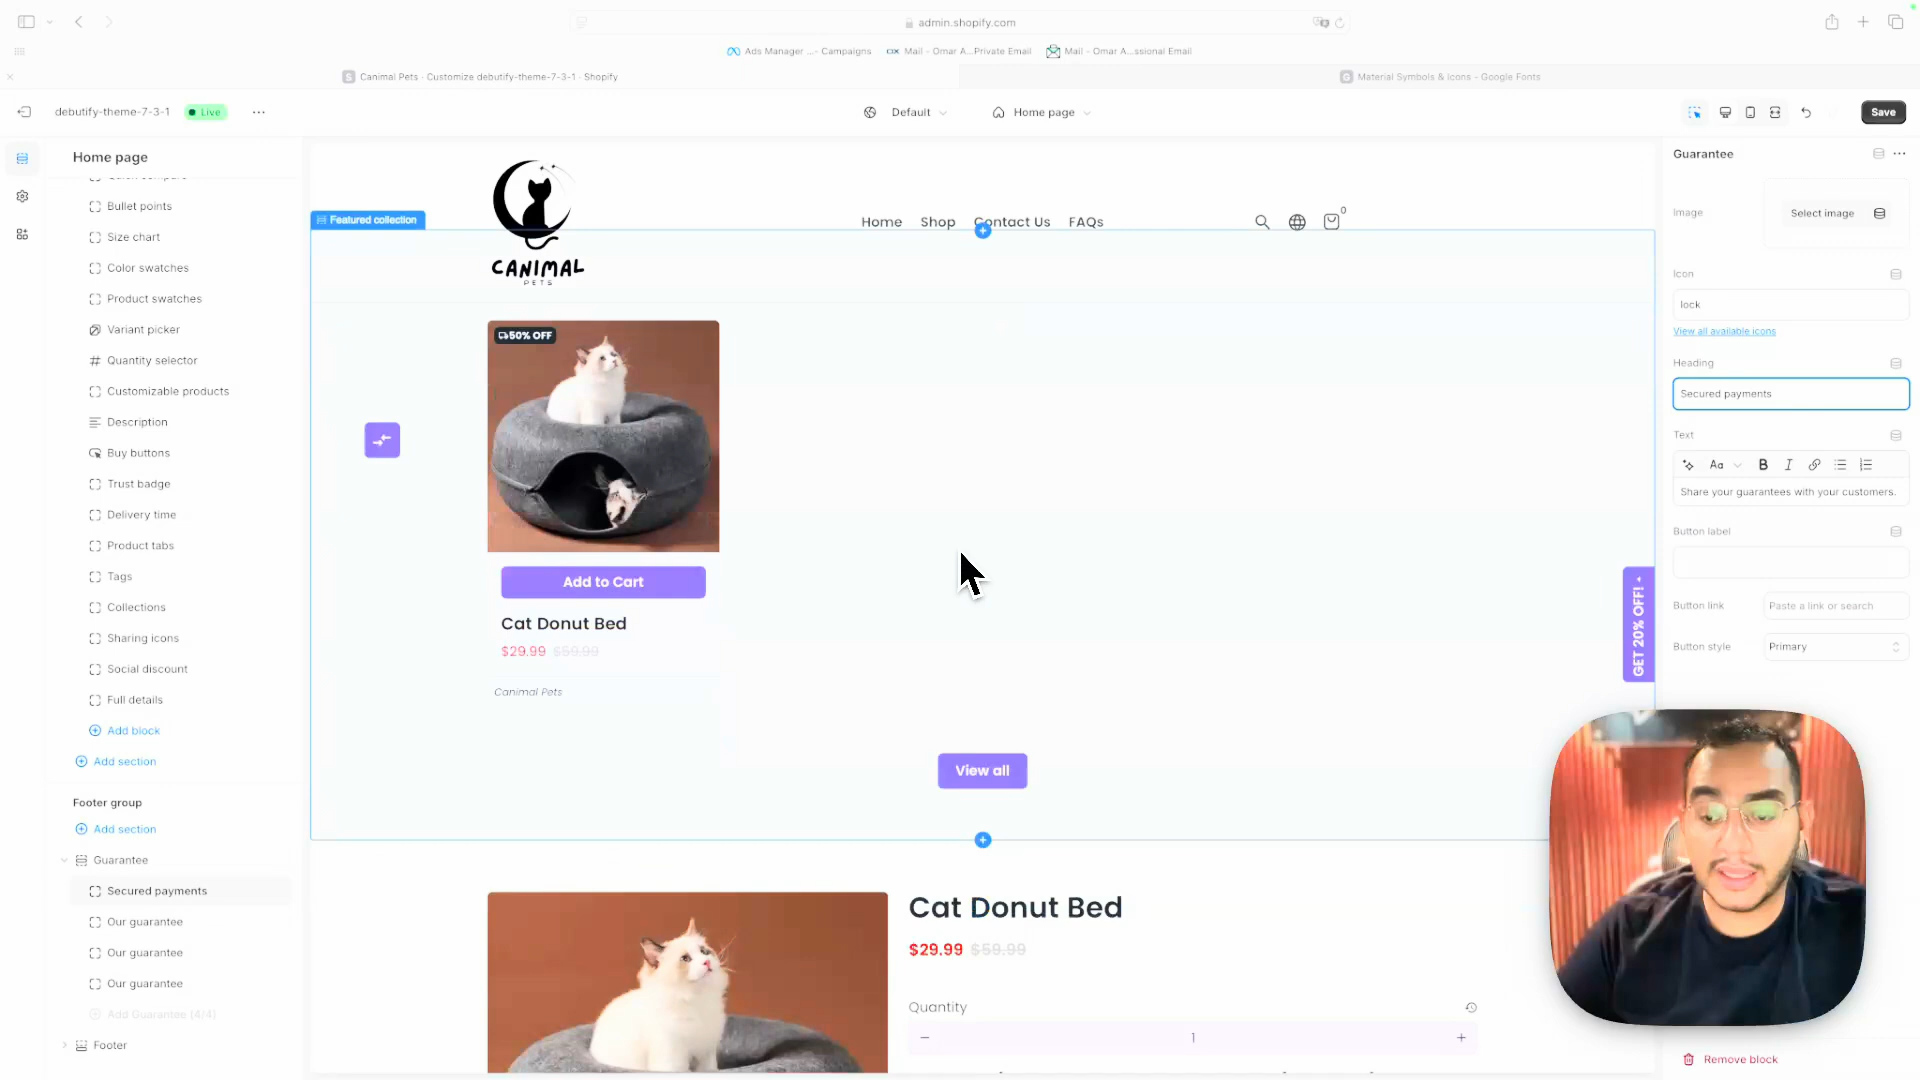 admin.shopify.com
Ads Manager ...- Campaigns
Mail - Omar A...Private Email
Mail - Omar A...ssional Email
Canimal Pets · Customize debutify-theme-7-3-1 · Shopify
Material Symbols & Icons - Google Fonts
debutify-theme-7-3-1
Live
Default
Home page
Save
Home page
Bullet points
Size chart
Color swatches
Product swatches
Variant picker
Quantity selector
Customizable products
Description
Buy buttons
Trust badge
Delivery time
Product tabs
Tags
Collections
Sharing icons
Social discount
Full details
Add block
Add section
Footer group
Add section
Guarantee
Secured payments
Our guarantee
Our guarantee
Our guarantee
Add Guarantee (4/4)
Footer
Featured collection
CANIMAL
PETS
Home
Shop
Contact Us
FAQs
0
50% OFF
Add to Cart
Cat Donut Bed
$29.99 $59.99
Canimal Pets
View all
GET 20% OFF!
Cat Donut Bed
$29.99 $59.99
Quantity
1
Guarantee
Image
Select image
Icon
lock
View all available icons
Heading
Secured payments
Text
Aa
B
I
Share your guarantees with your customers.
Button label
Button link
Paste a link or search
Button style
Primary
Remove block